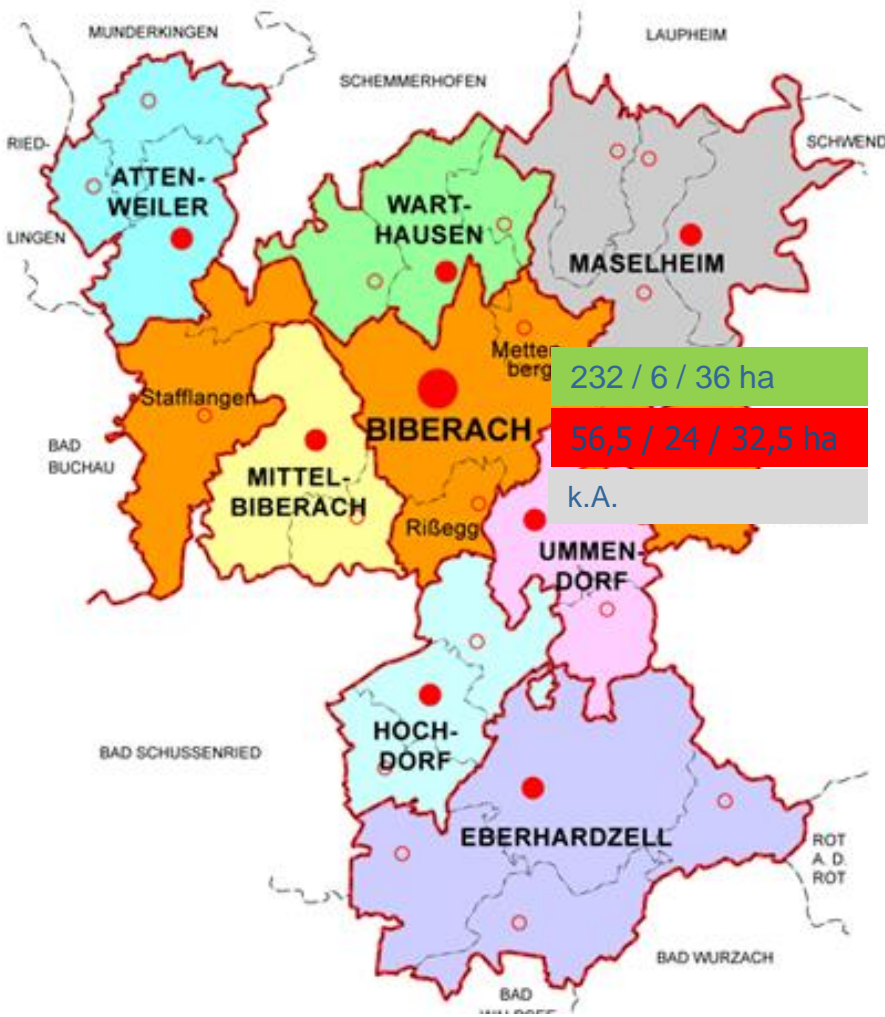 MUNDERKINGEN
LAUPHEIM
SCHEMMERHOFEN
RIED-
SCHWEND
ATTEN-
WEILER
WART-
HAUSEN
LINGEN
MASELHEIM
Metten
berg
232 / 6 / 36 ha
Stafflangen
56,5 / 24 / 32,5 ha
BIBERACH
BAD
BUCHAU
MITTEL-
BIBERACH
k.A.
Rißegg
UMMEN-
DORF
HOCH-
DORF
BAD SCHUSSENRIED
EBERHARDZELL
ROT
A. D.
ROT
BAD WURZACH
BAD